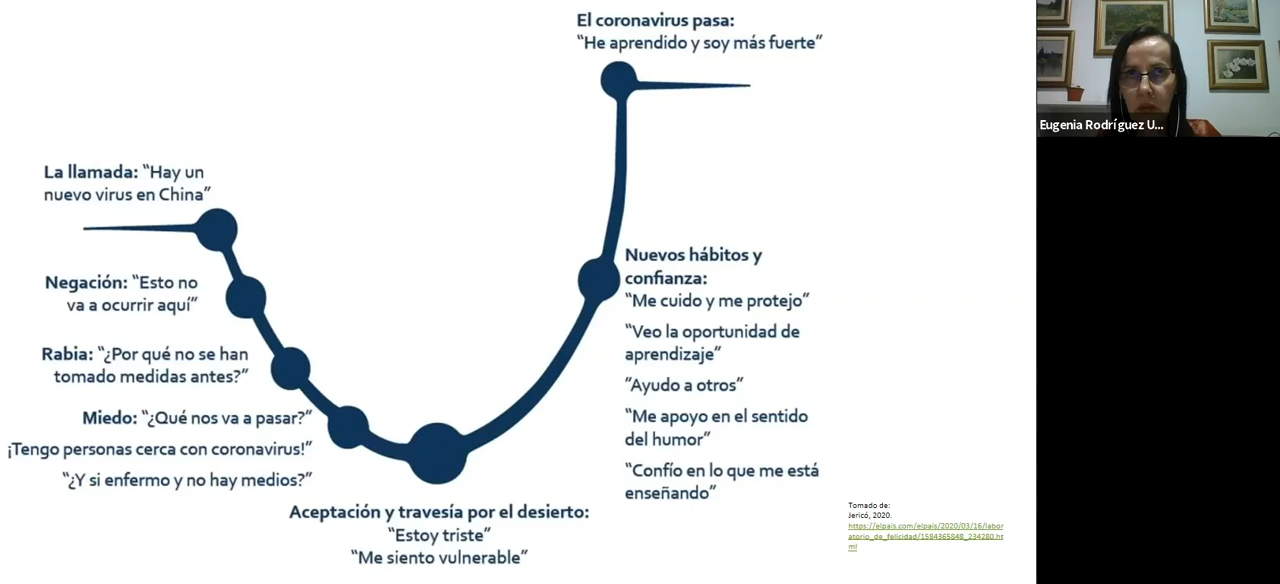 El coronavirus pasa:
“He aprendido y soy más fuerte”
La llamada: “Hay un
nuevo virus en China”
Negación: “Esto no
va a ocurrir aquí”
Rabia: “¿Por qué no se han
tomado medidas antes?”
Miedo: “¿Qué nos va a pasar?”
¡Tengo personas cerca con coronavirus!”
“¿Y si enfermo y no hay medios?”
Aceptación y travesía por el desierto:
“Estoy triste”
“Me siento vulnerable”
Nuevos hábitos y
confianza:
“Me cuido y me protejo”
“Veo la oportunidad de
aprendizaje”
”Ayudo a otros”
“Me apoyo en el sentido
del humor”
“Confío en lo que me está
enseñando”
Tomado de:
Jericó, 2020.
https://elpais.com/elpais/2020/03/16/labor
atorio_de_felicidad/1584365848_234280.ht
ml
Eugenia Rodríguez U...